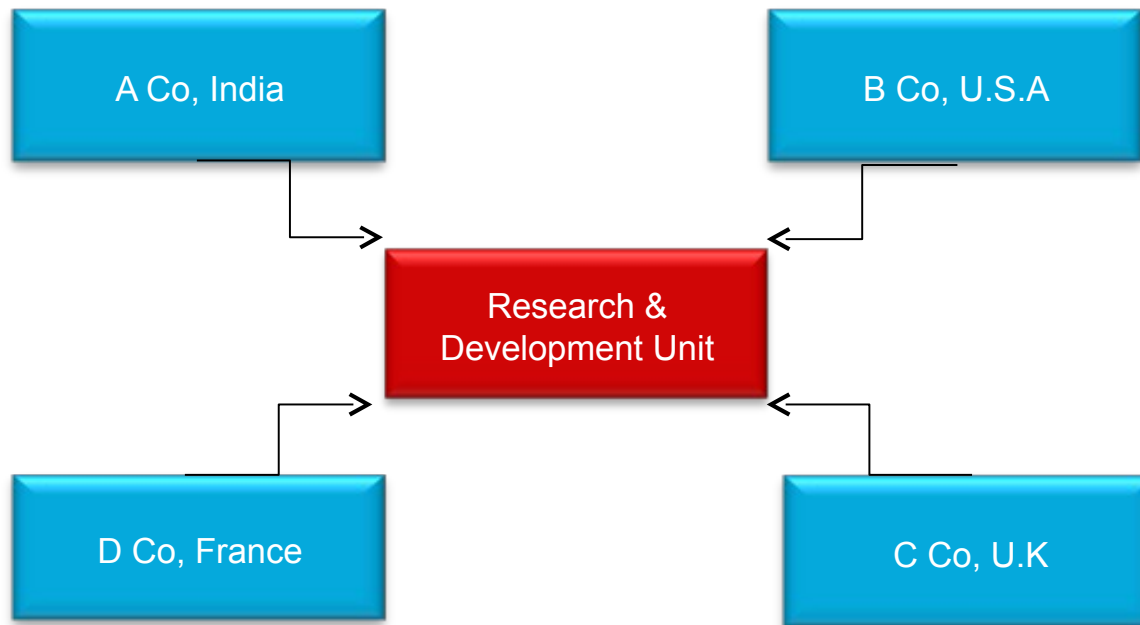 A Co, India
B Co, U.S.A
Research &
Development Unit
D Co, France
C Co, U.K